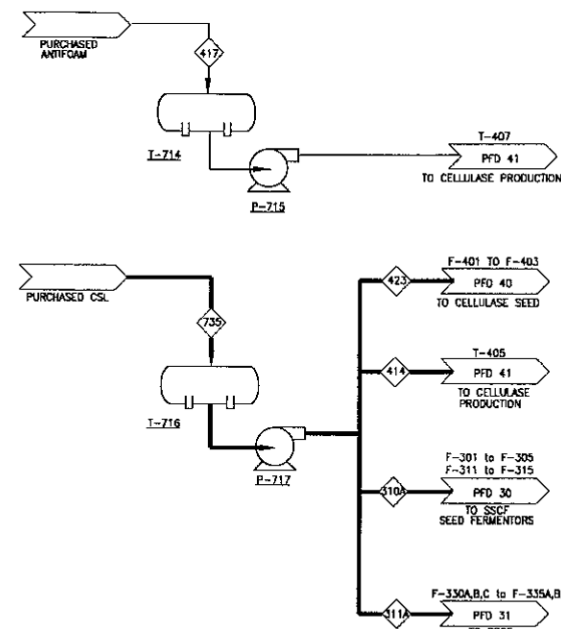 PURCHASED
ANTIFOAM
417
T-714
P-715
T-407
PFD 41
TO CELLULASE PRODUCTION
PURCHASED CSL
735
T-716
P-717
423
F-401 TO F-403
PFD 40
TO CELLULASE SEED
414
T-405
PFD 41
TO CELLULASE
PRODUCTION
310A
F-301 to F-305
F-311 to F-315
PFD 30
TO SSCF
SEED FERMENTORS
311A
F-330A,B,C to F-335A,B
PFD 31